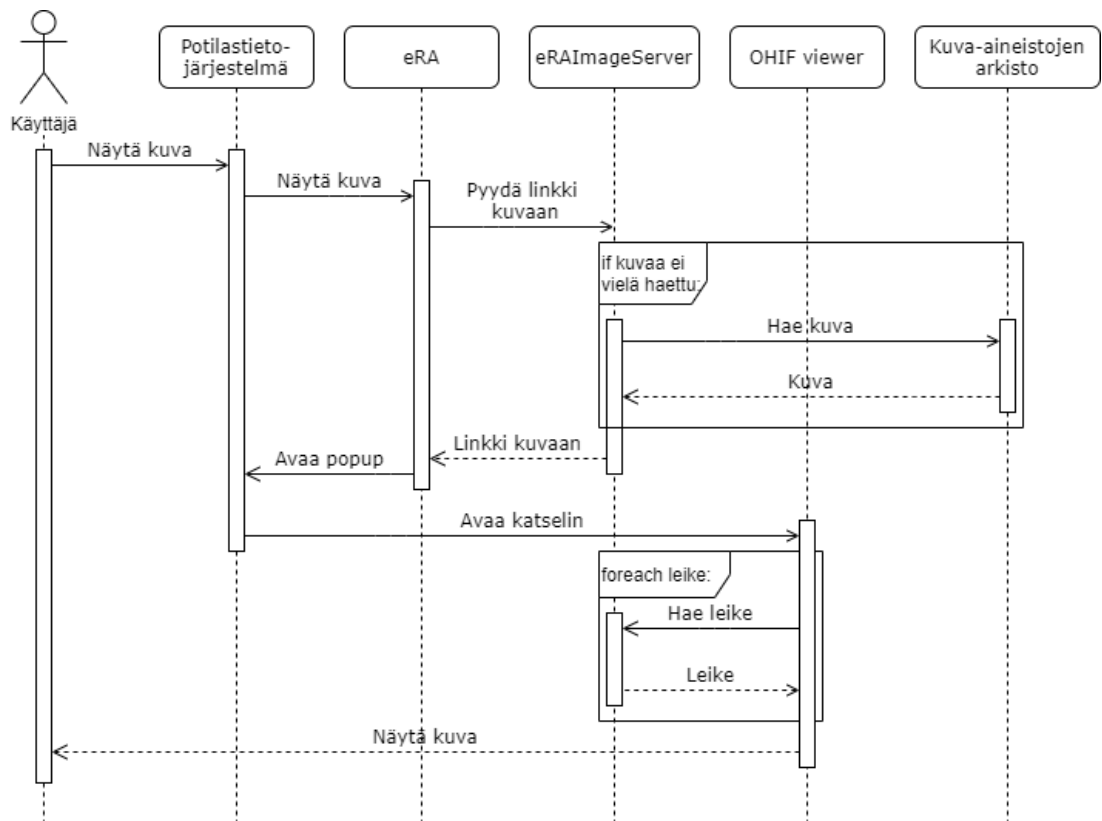 Käyttäjä
Potilastieto-
järjestelmä
eRA
eRAImageServer
OHIF viewer
Kuva-aineistojen
arkisto
Näytä kuva
Näytä kuva
Pyydä linkki
kuvaan
if kuvaa ei
vielä haettu:
Hae kuva
Kuva
Linkki kuvaan
Avaa popup
Avaa katselin
foreach leike:
Hae leike
Leike
Näytä kuva